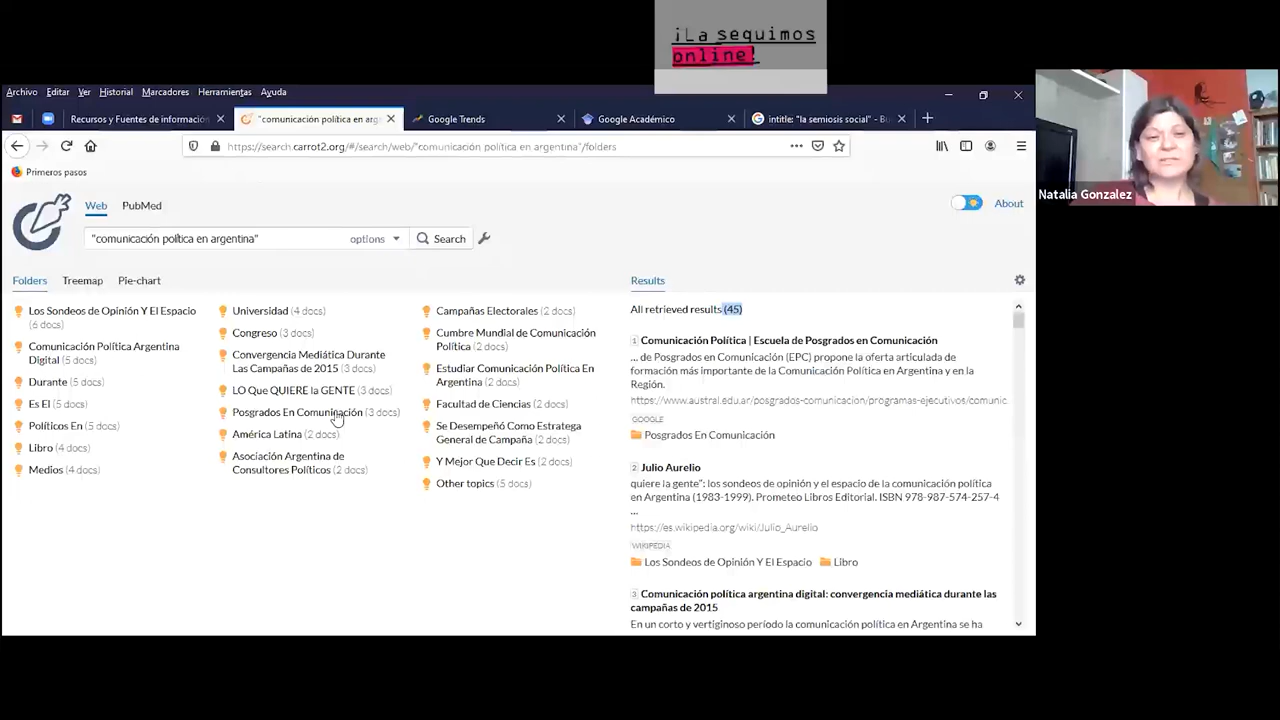 ¡La seguimos
online!
Archivo Editar Ver Historial Marcadores Herramientas Ayuda
Recursos y Fuentes de información
"comunicación política en arge
Google Trends
Google Académico
intitle: "la semiosis social" - Bu
https://search.carrot2.org/#/search/web/"comunicación política en argentina"/folders
Primeros pasos
Natalia Gonzalez
Web PubMed
About
"comunicación política en argentina"
options
Search
Folders Treemap Pie-chart
Los Sondeos de Opinión Y El Espacio
(6 docs)
Comunicación Política Argentina
Digital (5 docs)
Durante (5 docs)
Es El (5 docs)
Políticos En (5 docs)
Libro (4 docs)
Medios (4 docs)
Universidad (4 docs)
Congreso (3 docs)
Convergencia Mediática Durante
Las Campañas de 2015 (3 docs)
LO Que QUIERE la GENTE (3 docs)
Posgrados En Comunicación (3 docs)
América Latina (2 docs)
Asociación Argentina de
Consultores Políticos (2 docs)
Campañas Electorales (2 docs)
Cumbre Mundial de Comunicación
Política (2 docs)
Estudiar Comunicación Política En
Argentina (2 docs)
Facultad de Ciencias (2 docs)
Se Desempeñó Como Estratega
General de Campaña (2 docs)
Y Mejor Que Decir Es (2 docs)
Other topics (5 docs)
Results
All retrieved results (45)
1 Comunicación Política | Escuela de Posgrados en Comunicación
... de Posgrados en Comunicación (EPC) propone la oferta articulada de
formación más importante de la Comunicación Política en Argentina y en la
Región.
https://www.austral.edu.ar/posgrados-comunicacion/programas-ejecutivos/comunic
GOOGLE
Posgrados En Comunicación
2 Julio Aurelio
quiere la gente": los sondeos de opinión y el espacio de la comunicación política
en Argentina (1983-1999). Prometeo Libros Editorial. ISBN 978-987-574-257-4
...
https://es.wikipedia.org/wiki/Julio_Aurelio
WIKIPEDIA
Los Sondeos de Opinión Y El Espacio Libro
3 Comunicación política argentina digital: convergencia mediática durante las
campañas de 2015
En un corto y vertiginoso período la comunicación política en Argentina se ha